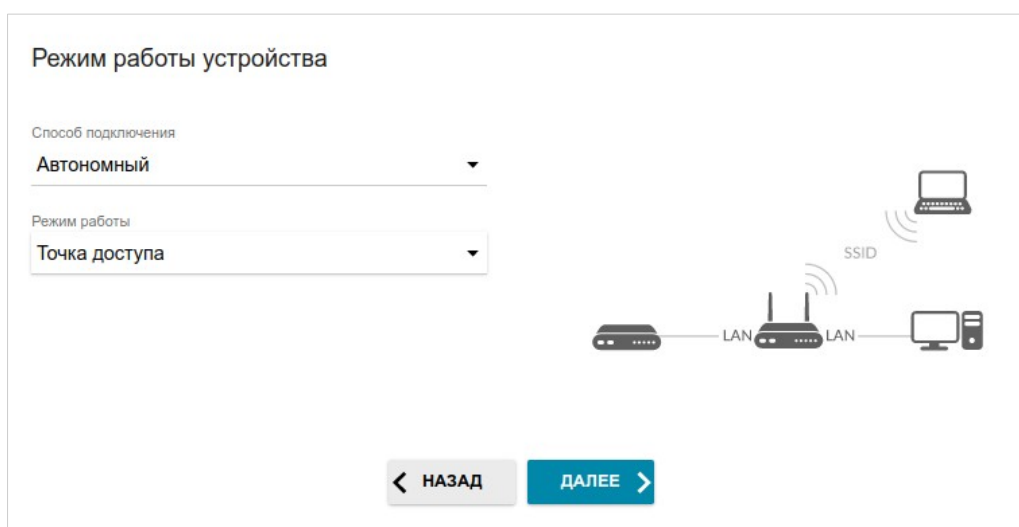 Режим работы устройства
Способ подключения
Автономный
Режим работы
Точка доступа
SSID
LAN LAN
НАЗАД ДАЛЕЕ